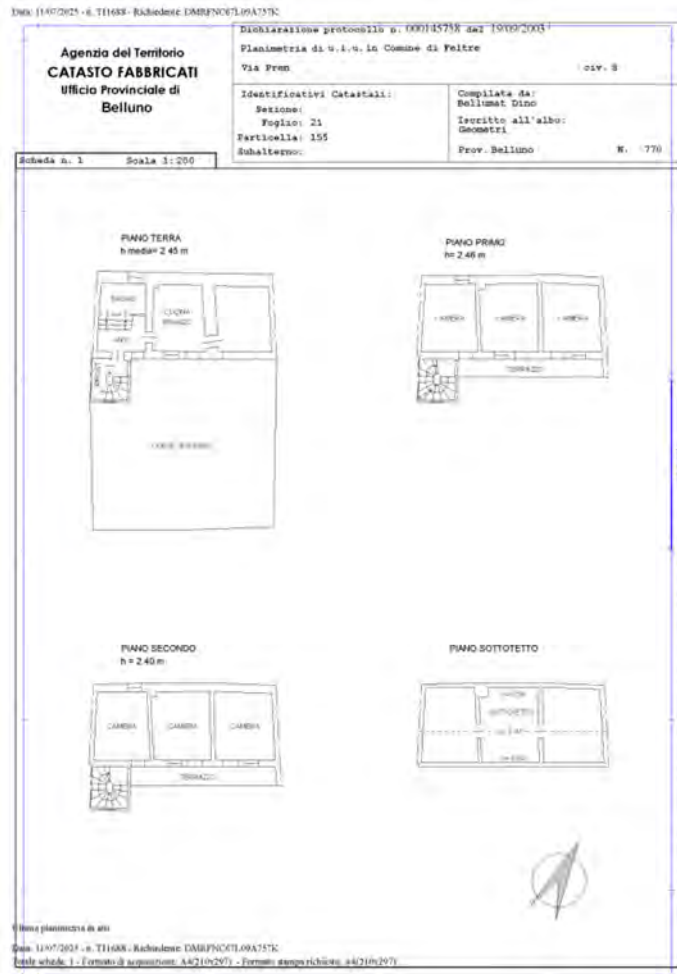 Data: 11/07/2025 - n. T11688 - Richiedente: DMRFNC67L09A757K
Agenzia del Territorio
CATASTO FABBRICATI
Ufficio Provinciale di
Belluno
Dichiarazione protocollo n. 000145758 del 19/09/2003
Planimetria di u.i.u. in Comune di Feltre
Via Pren civ. 8
Identificativi Catastali:
Sezione:
Foglio: 21
Particella: 155
Subalterno:
Compilata da:
Bellumat Dino
Iscritto all'albo:
Geometri
Prov. Belluno N. 770
Scheda n. 1 Scala 1:200
PIANO TERRA
h media= 2.45 m
BAGNO
CUCINA
PRANZO
PIANO PRIMO
h= 2.46 m
CAMERA
CAMERA
CAMERA
TERRAZZO
PIANO SECONDO
h = 2.40 m
CAMERA
CAMERA
CAMERA
TERRAZZO
PIANO SOTTOTETTO
SOTTOTETTO
Ultima planimetria in atti
Data: 11/07/2025 - n. T11688 - Richiedente: DMRFNC67L09A757K
Totale schede: 1 - Formato di acquisizione: A4(210x297) - Formato stampa richiesto: A4(210x297)